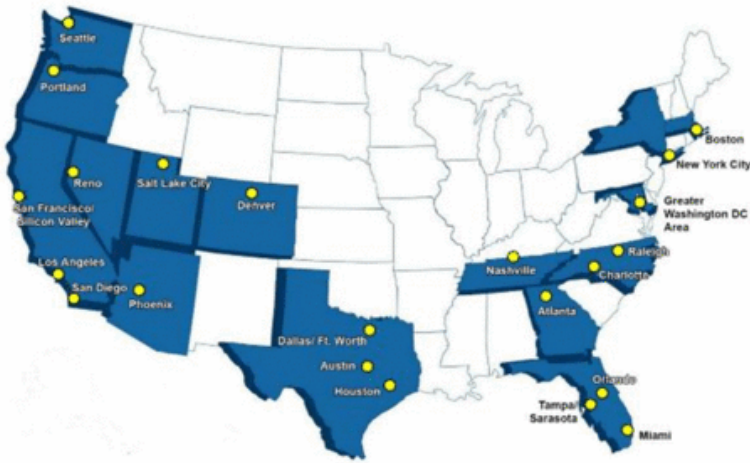 Seattle
Portland
Reno
Salt Lake City
Denver
San Francisco/
Silicon Valley
Los Angeles
San Diego
Phoenix
Dallas/ Ft. Worth
Austin
Houston
Nashville
Raleigh
Charlotte
Atlanta
Orlando
Tampa/
Sarasota
Miami
Boston
New York City
Greater
Washington DC
Area